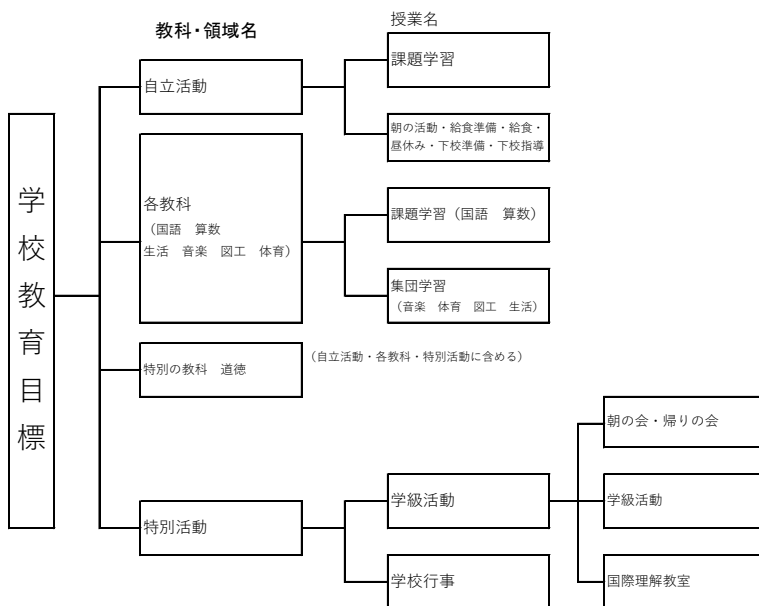 教科・領域名
授業名
学校教育目標
自立活動
課題学習
朝の活動・給食準備・給食・
昼休み・下校準備・下校指導
各教科
（国語　算数
生活　音楽　図工　体育）
課題学習（国語　算数）
集団学習
（音楽　体育　図工　生活）
特別の教科　道徳
（自立活動・各教科・特別活動に含める）
特別活動
学級活動
朝の会・帰りの会
学級活動
国際理解教室
学校行事